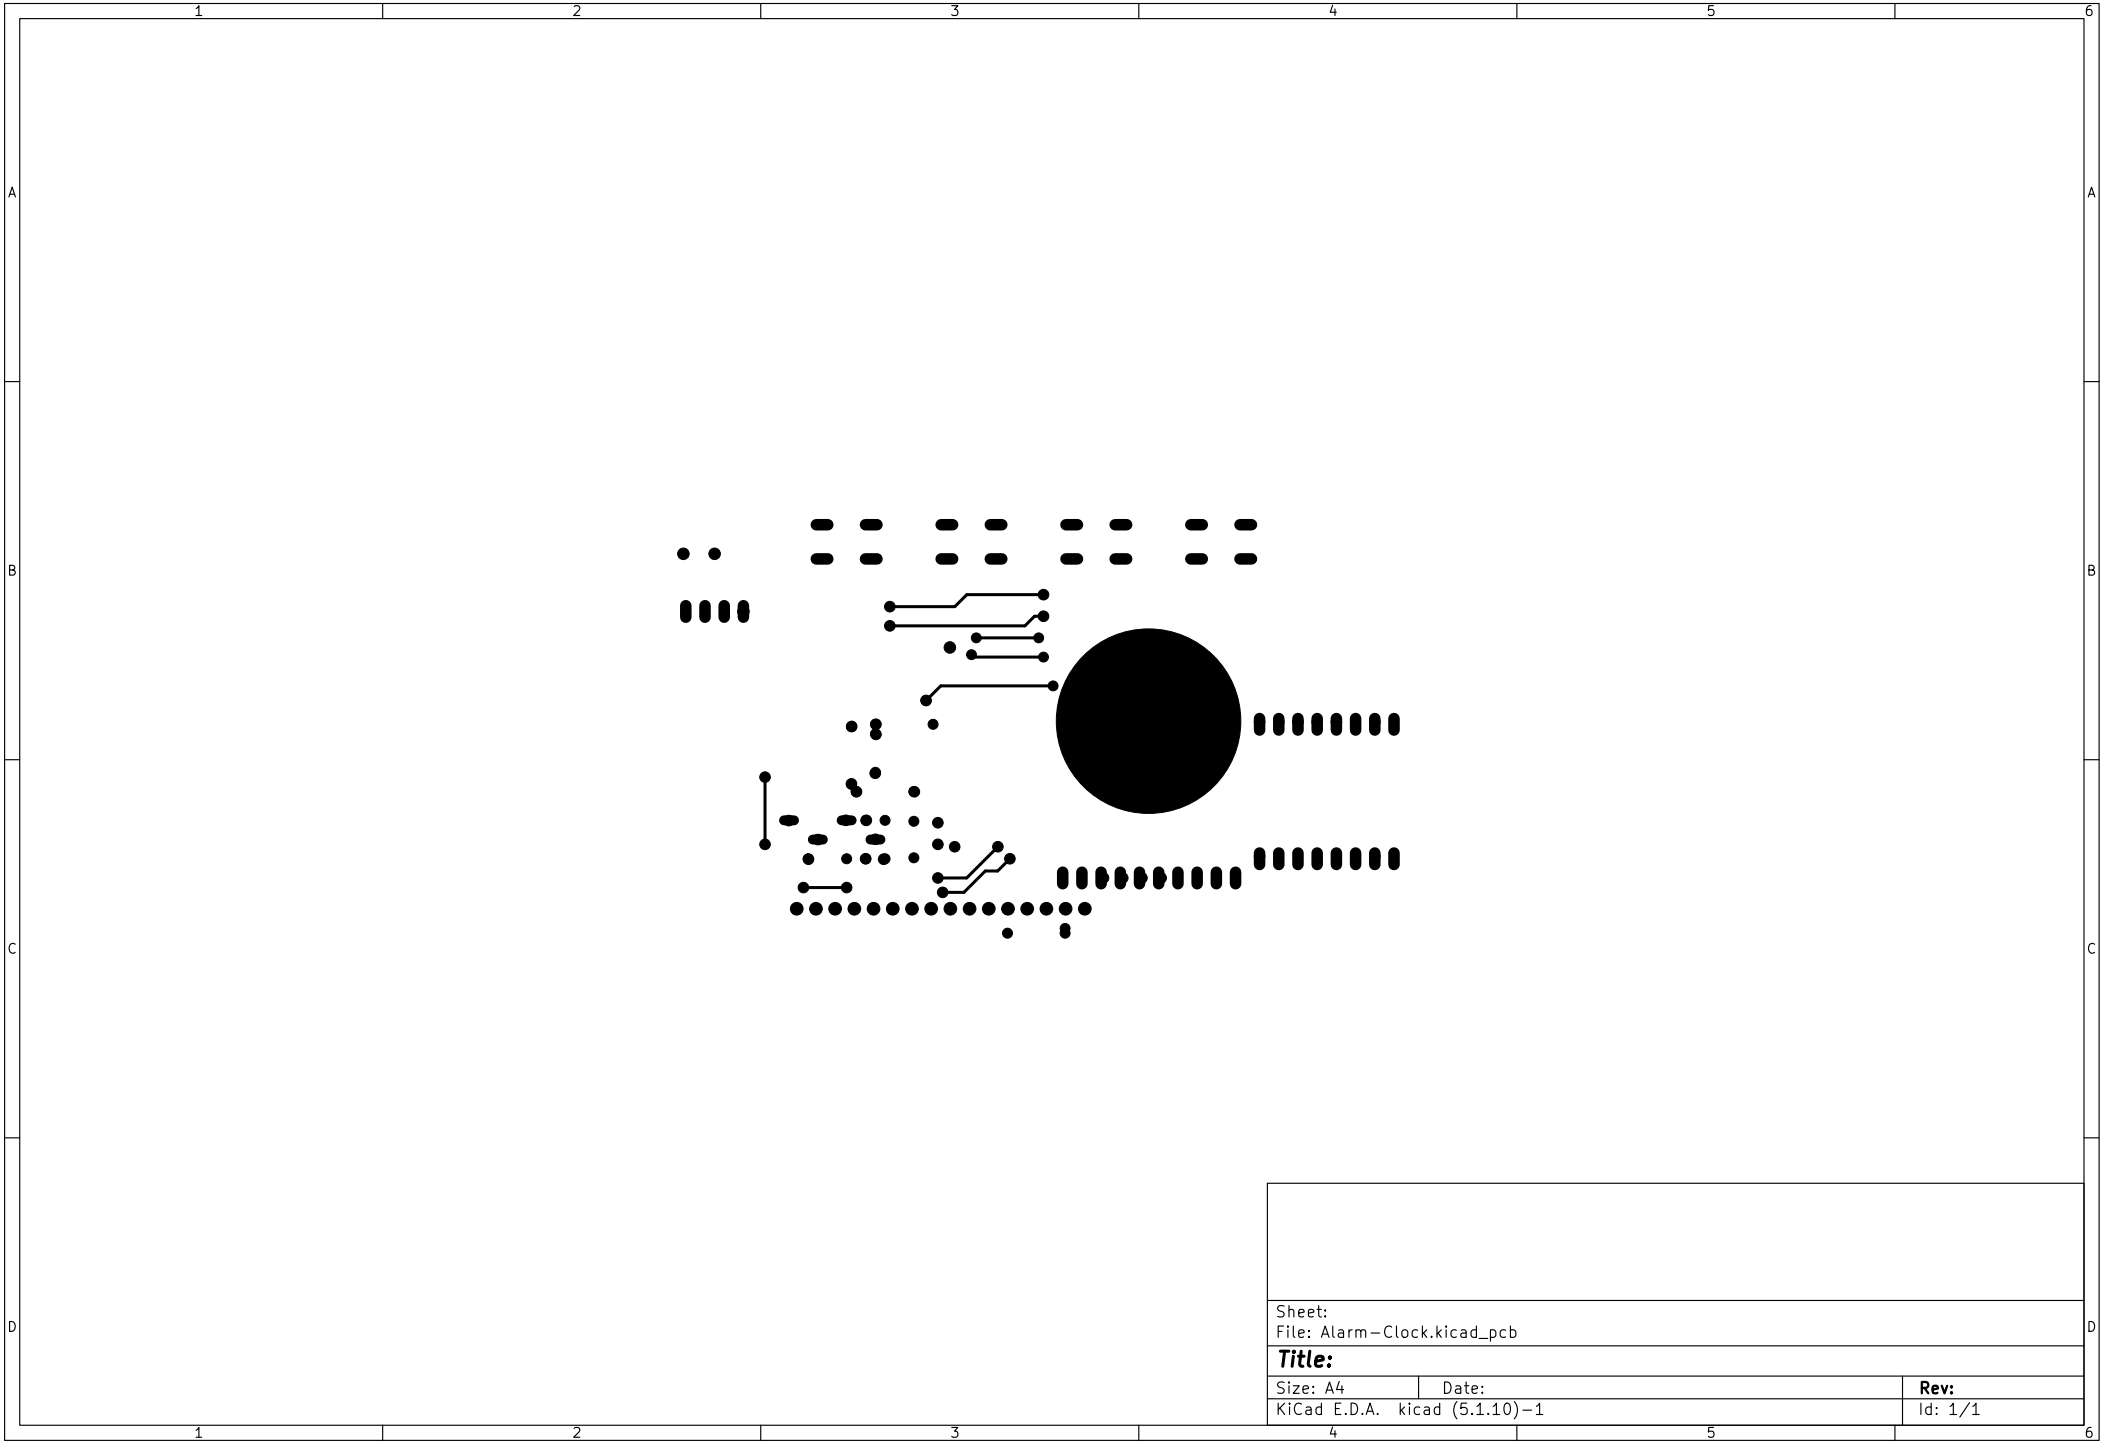 1 2 3 4 5 6
A A
B B
C C
D D
Sheet:
File: Alarm-Clock.kicad_pcb
Title:
Size: A4 Date: Rev:
KiCad E.D.A. kicad (5.1.10)-1 Id: 1/1
1 2 3 4 5 6